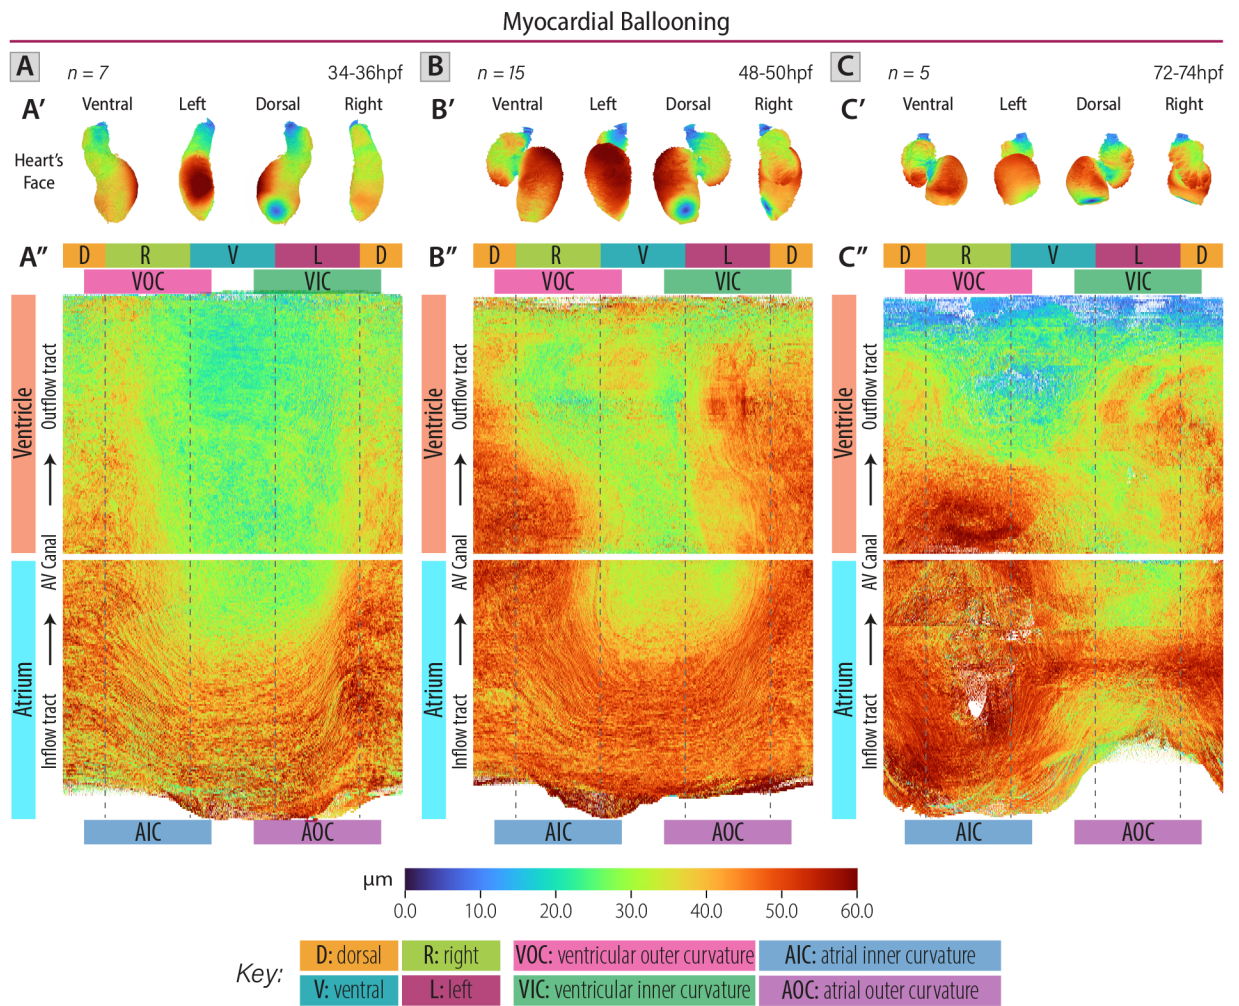 Myocardial Ballooning
A n = 7 34-36hpf
B n = 15 48-50hpf
C n = 5 72-74hpf
A' Ventral Left Dorsal Right
B' Ventral Left Dorsal Right
C' Ventral Left Dorsal Right
Heart's
Face
A" D R V L D
B" D R V L D
C" D R V L D
VOC VIC
VOC VIC
VOC VIC
Ventricle
Outflow tract
AV Canal
Atrium
Inflow tract
Ventricle
Outflow tract
AV Canal
Atrium
Inflow tract
Ventricle
Outflow tract
AV Canal
Atrium
Inflow tract
AIC AOC
AIC AOC
AIC AOC
μm
0.0 10.0 20.0 30.0 40.0 50.0 60.0
Key:
D: dorsal R: right VOC: ventricular outer curvature AIC: atrial inner curvature
V: ventral L: left VIC: ventricular inner curvature AOC: atrial outer curvature